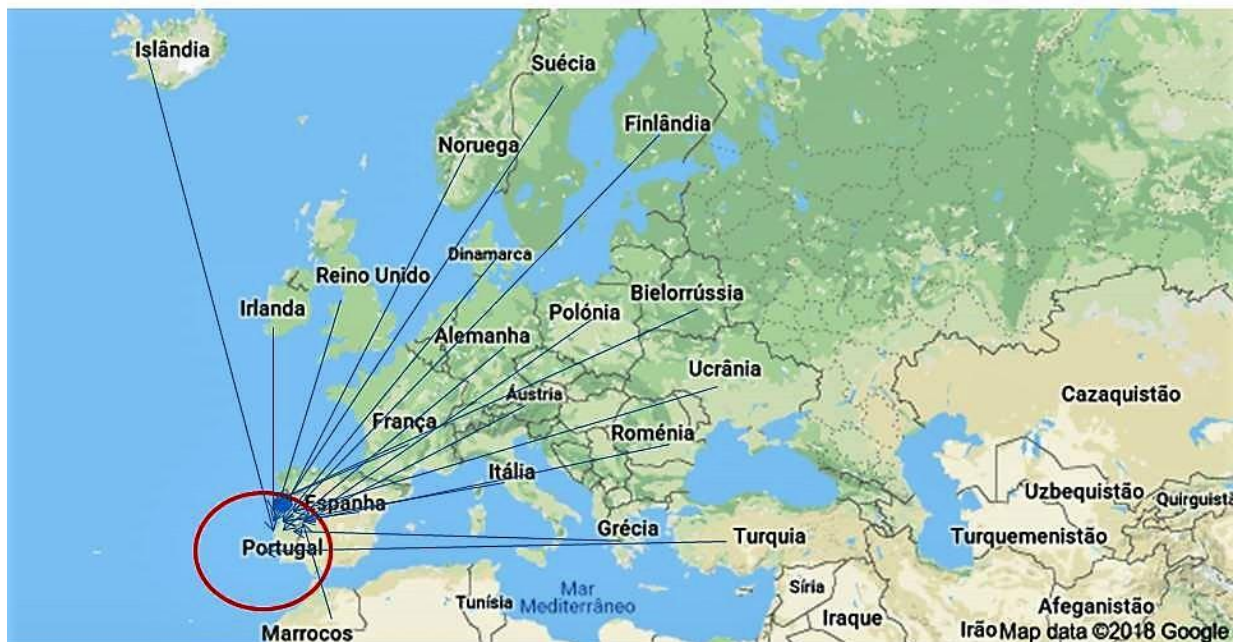 Islândia
Suécia
Finlândia
Noruega
Dinamarca
Reino Unido
Bielorrússia
Irlanda
Polónia
Alemanha
Ucrânia
Áustria
Cazaquistão
França
Roménia
Itália
Uzbequistão
Quirguistã
Espanha
Grécia
Turquia
Turquemenistão
Portugal
Mar
Mediterrâneo
Síria
Tunísia
Iraque
Afeganistão
Marrocos
Irão Map data ©2018 Google